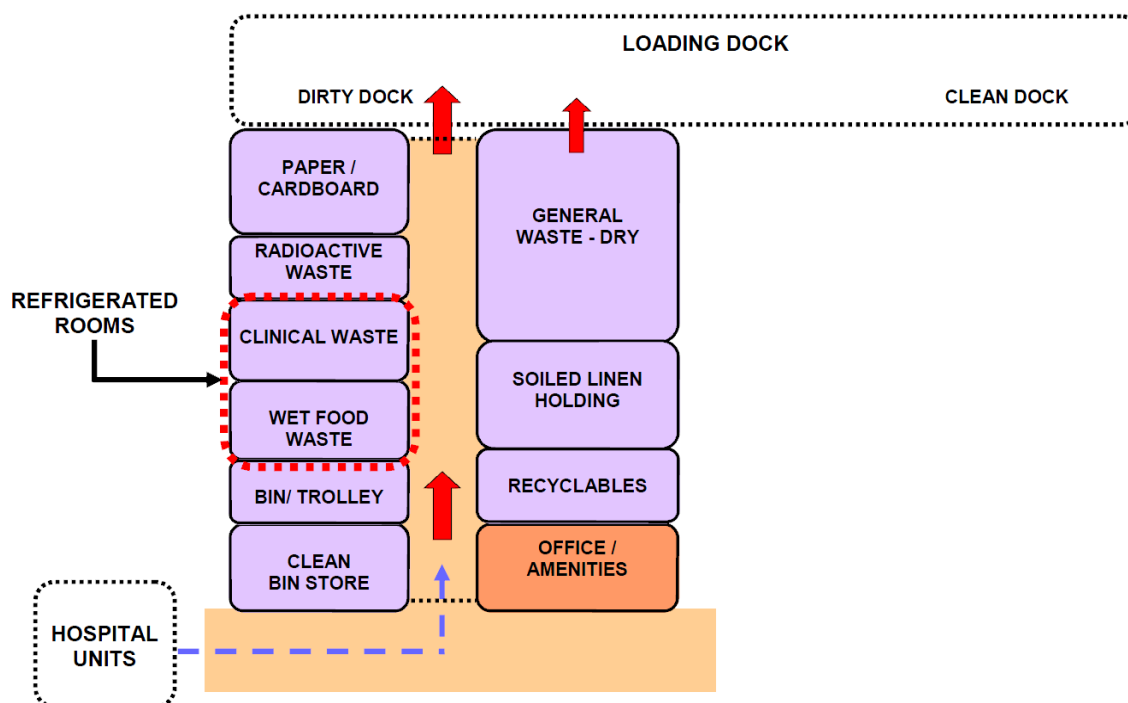 LOADING DOCK
DIRTY DOCK
CLEAN DOCK
PAPER /
CARDBOARD
RADIOACTIVE
WASTE
CLINICAL WASTE
WET FOOD
WASTE
BIN/ TROLLEY
CLEAN
BIN STORE
GENERAL
WASTE - DRY
SOILED LINEN
HOLDING
RECYCLABLES
OFFICE /
AMENITIES
REFRIGERATED
ROOMS
HOSPITAL
UNITS